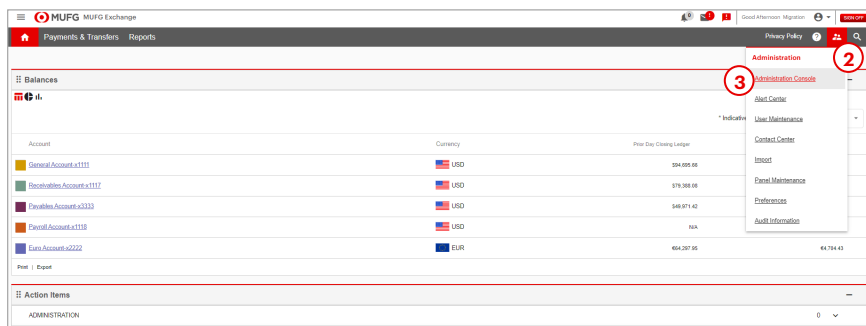 MUFG MUFG Exchange
0
Good Afternoon Migration
SIGN OFF
Payments & Transfers Reports
Privacy Policy
2
Administration
3
Administration Console
Alert Center
User Maintenance
Contact Center
Import
Panel Maintenance
Preferences
Audit Information
Balances
* Indicative
Account Currency Prior Day Closing Ledger
General Account-x1111 USD $94,695.68
Receivables Account-x1117 USD $79,388.08
Payables Account-x3333 USD $49,971.42
Payroll Account-x1118 USD N/A
Euro Account-x2222 EUR €64,297.95 €4,704.43
Print | Export
Action Items
ADMINISTRATION 0